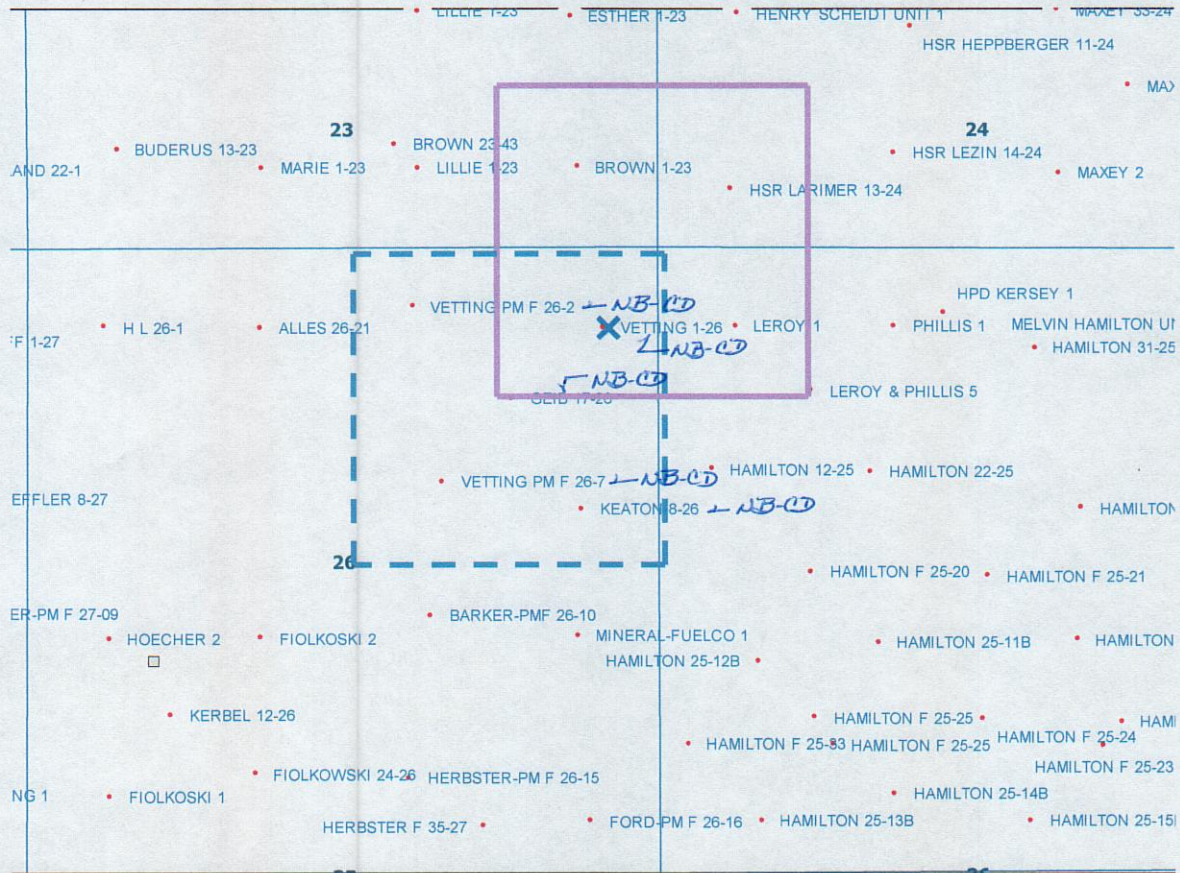 LILLIE 1-23
ESTHER 1-23
HENRY SCHEIDT UNIT 1
MAXEY 33-24
HSR HEPPBERGER 11-24
MAX
23
24
BUDERUS 13-23
BROWN 23-43
AND 22-1
MARIE 1-23
LILLIE 1-23
BROWN 1-23
HSR LEZIN 14-24
MAXEY 2
HSR LARIMER 13-24
HPD KERSEY 1
VETTING PM F 26-2 NB-CD
F 1-27
H L 26-1
ALLES 26-21
VETTING 1-26
LEROY 1
PHILLIS 1
MELVIN HAMILTON UN
NB-CD
HAMILTON 31-25
NB-CD
LEROY & PHILLIS 5
VETTING PM F 26-7 NB-CD
HAMILTON 12-25
HAMILTON 22-25
EFFLER 8-27
KEATON 8-26 NB-CD
HAMILTON
26
HAMILTON F 25-20
HAMILTON F 25-21
ER-PM F 27-09
BARKER-PMF 26-10
HOECHER 2
FIOLKOSKI 2
MINERAL-FUELCO 1
HAMILTON 25-11B
HAMILTON
HAMILTON 25-12B
KERBEL 12-26
HAMILTON F 25-25
HAMI
HAMILTON F 25-33
HAMILTON F 25-25
HAMILTON F 25-24
HAMILTON F 25-23
FIOLKOWSKI 24-26
HERBSTER-PM F 26-15
NG 1
FIOLKOSKI 1
HAMILTON 25-14B
HERBSTER F 35-27
FORD-PM F 26-16
HAMILTON 25-13B
HAMILTON 25-15